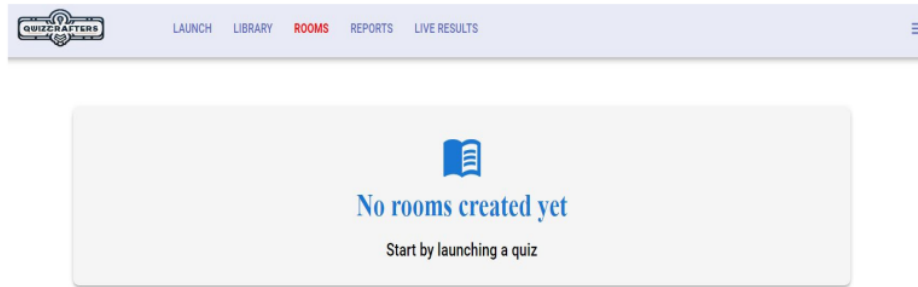 QUIZCRAFTERS
LAUNCH LIBRARY ROOMS REPORTS LIVE RESULTS
No rooms created yet
Start by launching a quiz